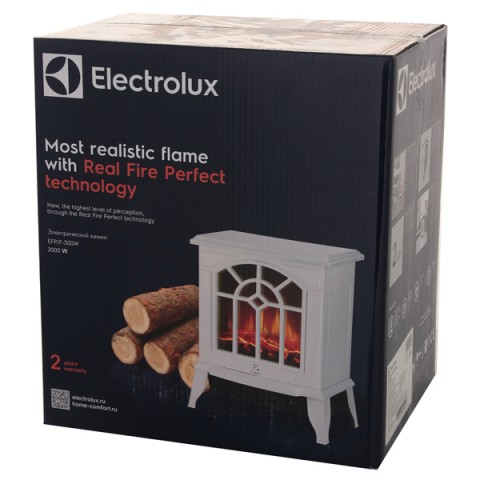 Electrolux
Most realistic flame
with Real Fire Perfect
technology
New, the highest level of perception,
through the Real Fire Perfect technology
Электрический камин
EFP/F-300W
2000 W
2 years
warranty
electrolux.ru
home-comfort.ru